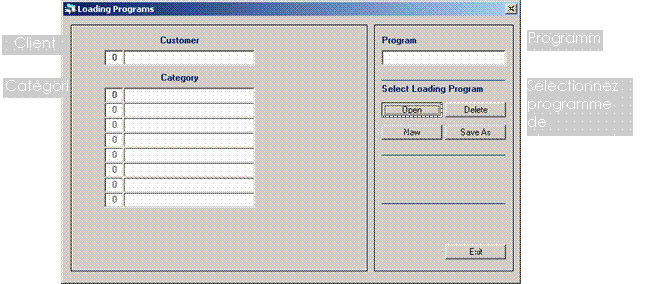 Loading Programs
Client
Customer
0
Catégori
Category
0
0
0
0
0
0
0
0
Program
Programm
Select Loading Program
Open Delete
New Save As
Sélectionnez
programme
de
Exit